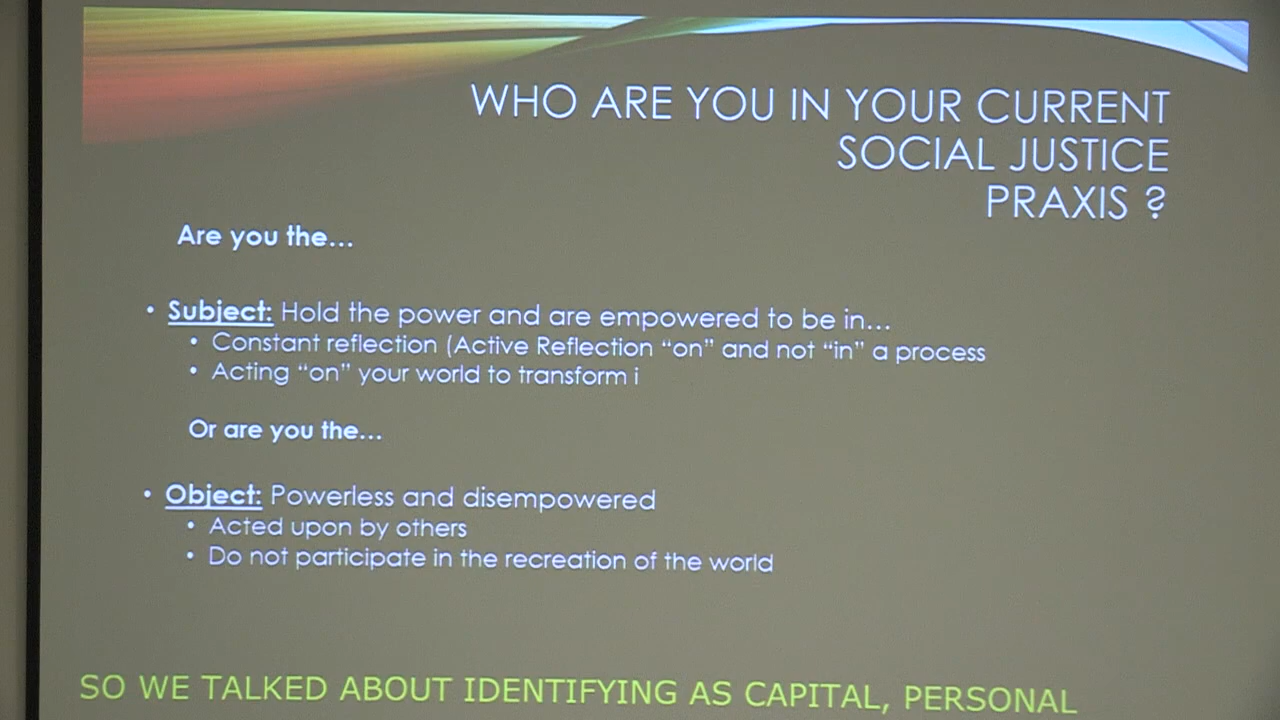 WHO ARE YOU IN YOUR CURRENT
SOCIAL JUSTICE
PRAXIS ?
Are you the...
• Subject: Hold the power and are empowered to be in...
• Constant reflection (Active Reflection “on” and not “in” a process
• Acting “on” your world to transform i
Or are you the...
• Object: Powerless and disempowered
• Acted upon by others
• Do not participate in the recreation of the world
SO WE TALKED ABOUT IDENTIFYING AS CAPITAL, PERSONAL